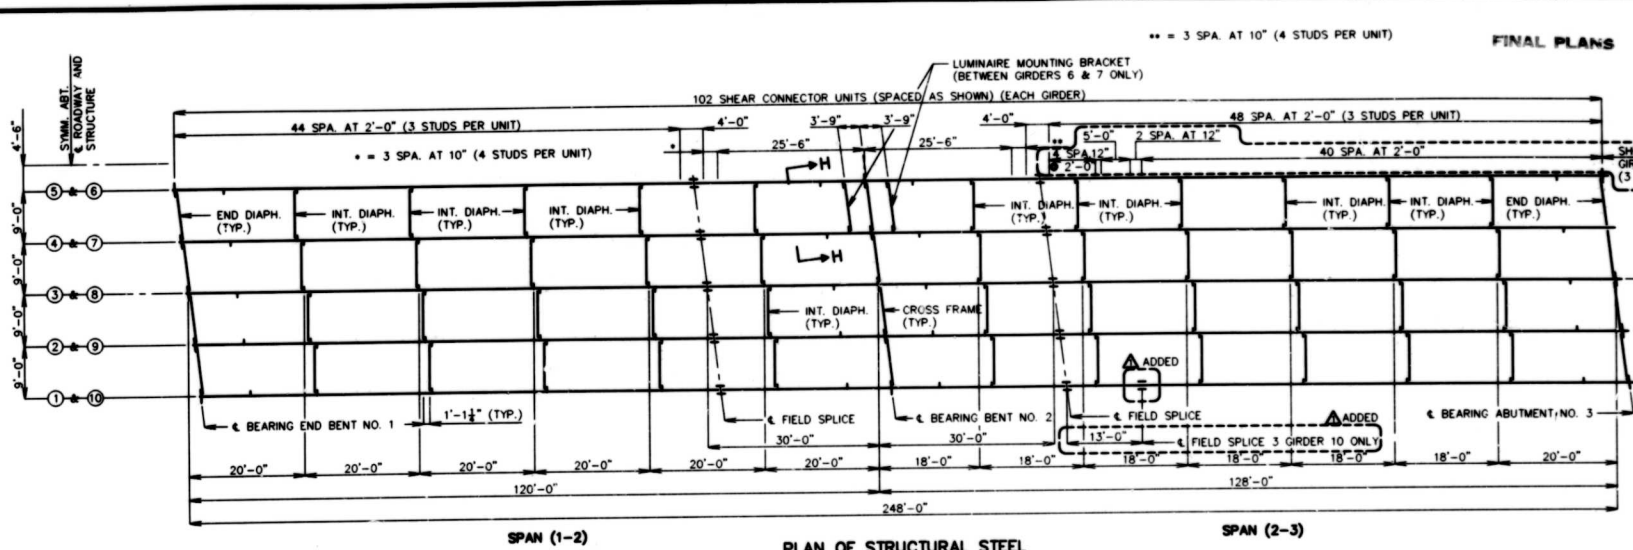 •• = 3 SPA. AT 10" (4 STUDS PER UNIT)
FINAL PLANS
SYMM. ABT.
℄ ROADWAY AND
STRUCTURE
LUMINAIRE MOUNTING BRACKET
(BETWEEN GIRDERS 6 & 7 ONLY)
102 SHEAR CONNECTOR UNITS (SPACED AS SHOWN) (EACH GIRDER)
4'-6"
44 SPA. AT 2'-0" (3 STUDS PER UNIT)
4'-0"
3'-9"
3'-9"
4'-0"
48 SPA. AT 2'-0" (3 STUDS PER UNIT)
• = 3 SPA. AT 10" (4 STUDS PER UNIT)
•
25'-6"
25'-6"
••
5'-0"
2 SPA. AT 12"
4 SPA.12"
40 SPA. AT 2'-0"
2'-0"
(3
H
5 & 6
9'-0"
END DIAPH.
(TYP.)
INT. DIAPH.
(TYP.)
INT. DIAPH.
(TYP.)
INT. DIAPH.
(TYP.)
INT. DIAPH.
(TYP.)
INT. DIAPH.
(TYP.)
INT. DIAPH.
(TYP.)
INT. DIAPH.
(TYP.)
END DIAPH.
(TYP.)
4 & 7
H
9'-0"
3 & 8
9'-0"
INT. DIAPH.
(TYP.)
CROSS FRAME
(TYP.)
2 & 9
9'-0"
ADDED
1 & 10
℄ BEARING END BENT NO. 1
1'-1¼" (TYP.)
℄ FIELD SPLICE
℄ BEARING BENT NO. 2
℄ FIELD SPLICE
ADDED
℄ BEARING ABUTMENT NO. 3
30'-0"
30'-0"
13'-0"
℄ FIELD SPLICE 3 GIRDER 10 ONLY
20'-0"
20'-0"
20'-0"
20'-0"
20'-0"
20'-0"
18'-0"
18'-0"
18'-0"
18'-0"
18'-0"
18'-0"
20'-0"
120'-0"
128'-0"
248'-0"
SPAN (1-2)
SPAN (2-3)
PLAN OF STRUCTURAL STEEL